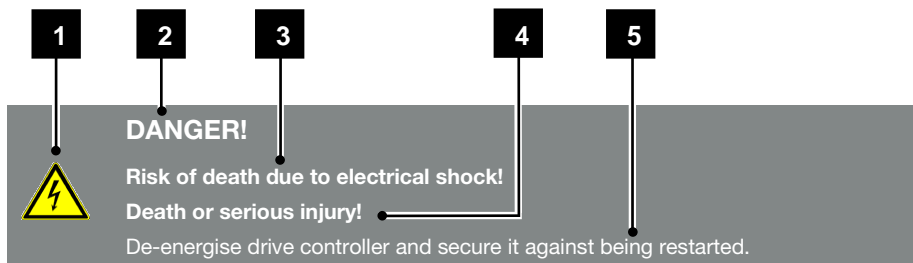 1 2 3 4 5
DANGER!
Risk of death due to electrical shock!
Death or serious injury!
De-energise drive controller and secure it against being restarted.